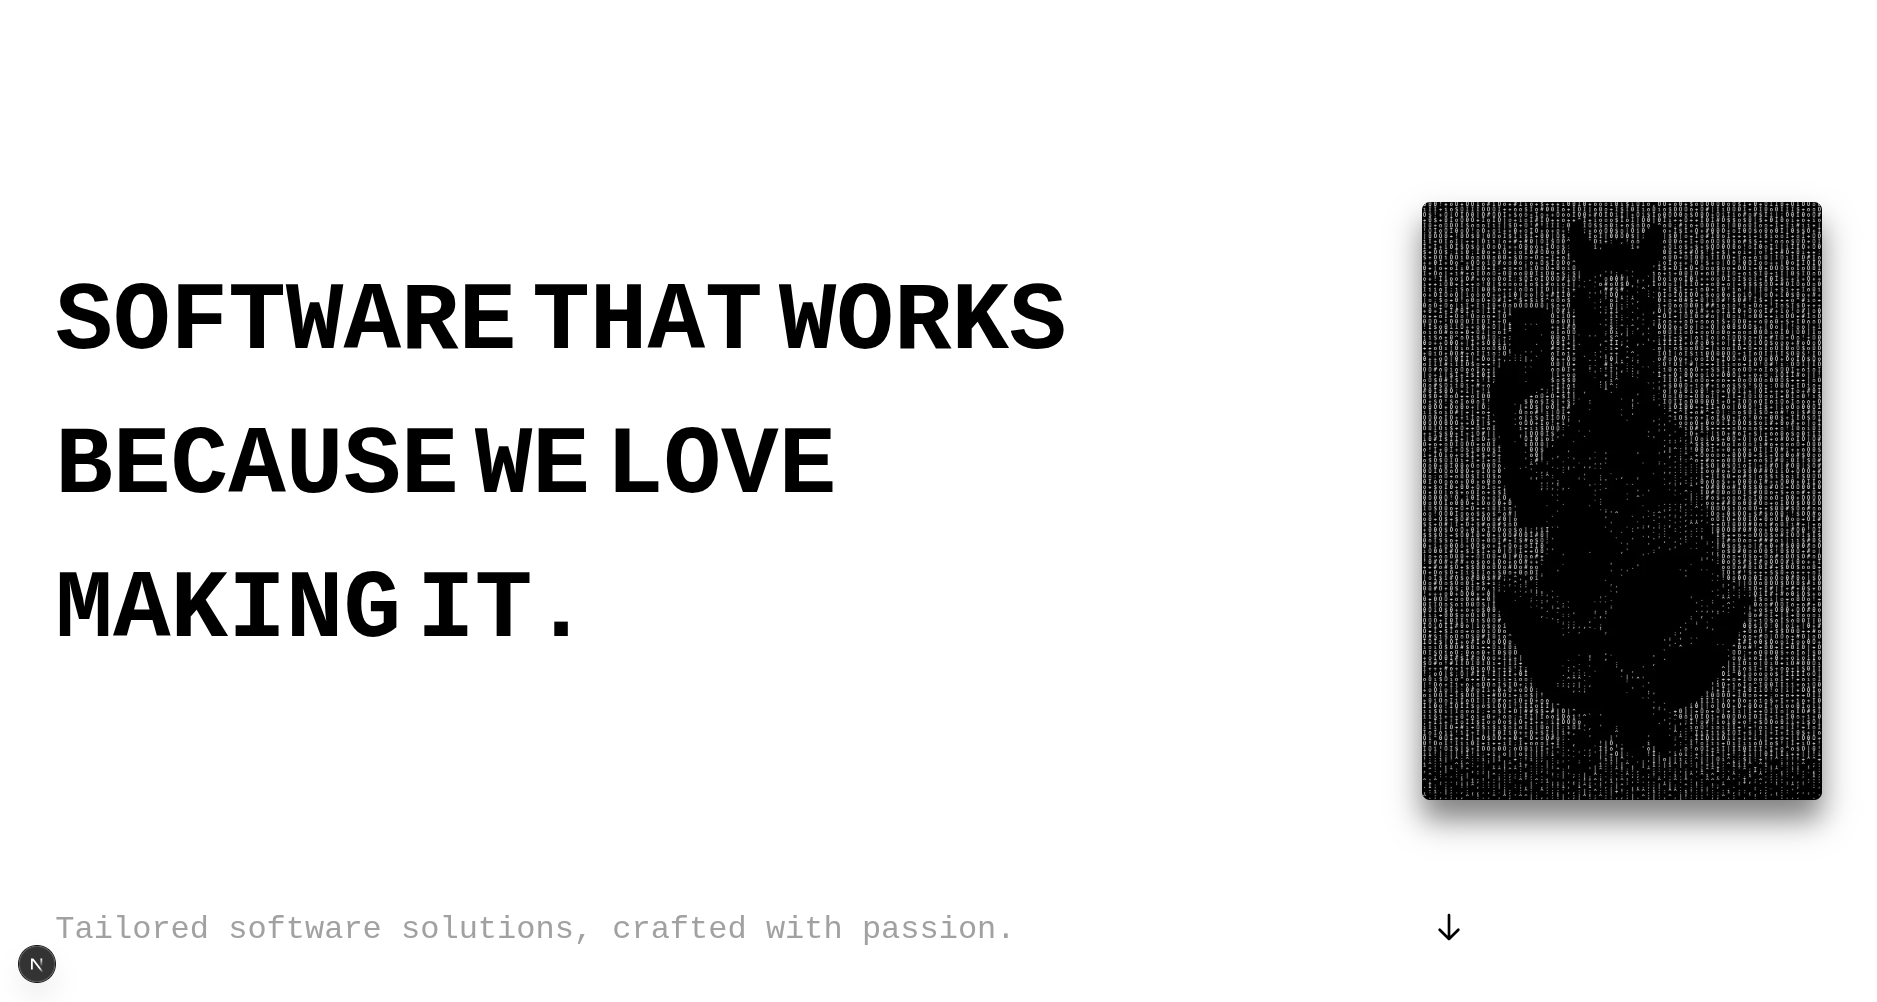 SOFTWARE THAT WORKS
BECAUSE WE LOVE
MAKING IT.
Tailored software solutions, crafted with passion.
N